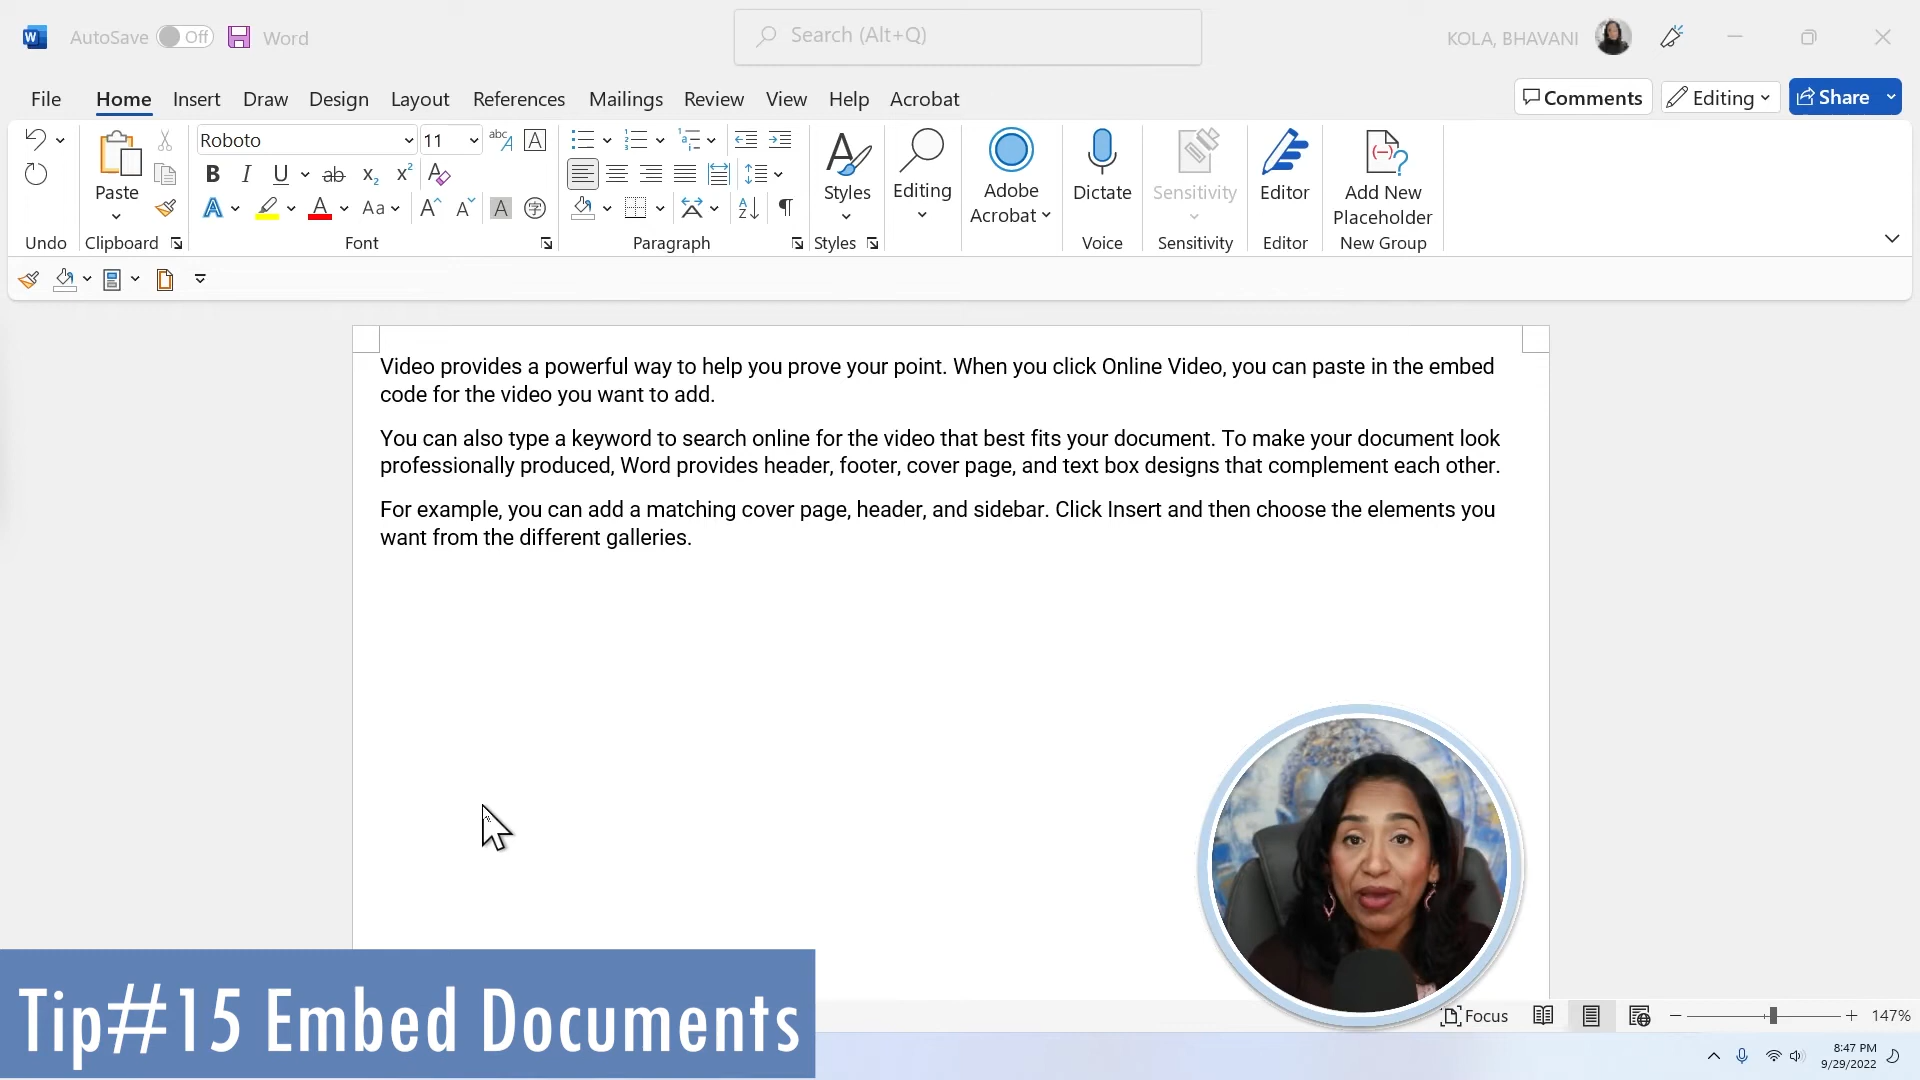 AutoSave Off Word
Search (Alt+Q)
KOLA, BHAVANI
File Home Insert Draw Design Layout References Mailings Review View Help Acrobat
Comments Editing Share
Roboto 11
Paste
Styles
Editing
Adobe
Acrobat
Dictate
Sensitivity
Editor
Add New
Placeholder
Undo Clipboard Font Paragraph Styles Voice Sensitivity Editor New Group
Video provides a powerful way to help you prove your point. When you click Online Video, you can paste in the embed
code for the video you want to add.
You can also type a keyword to search online for the video that best fits your document. To make your document look
professionally produced, Word provides header, footer, cover page, and text box designs that complement each other.
For example, you can add a matching cover page, header, and sidebar. Click Insert and then choose the elements you
want from the different galleries.
Tip#15 Embed Documents
Focus 147%
8:47 PM
9/29/2022